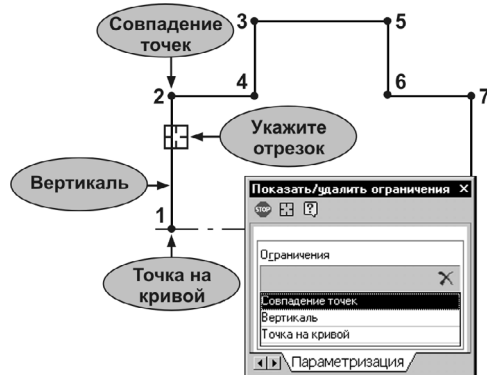 Совпадение
точек
3
5
2
4
6
7
Укажите
отрезок
Вертикаль
1
Точка на
кривой
Показать/удалить ограничения
STOP
Ограничения
Совпадение точек
Вертикаль
Точка на кривой
Параметризация